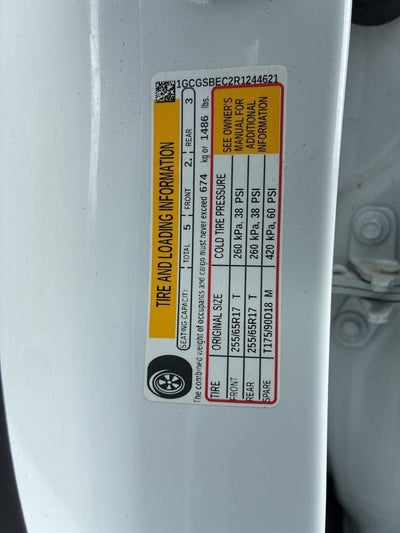 1GCGSBEC2R1244621
TIRE AND LOADING INFORMATION
SEATING CAPACITY: TOTAL 5 FRONT 2 REAR 3
The combined weight of occupants and cargo must never exceed 674 kg or 1486 lbs.
TIRE ORIGINAL SIZE COLD TIRE PRESSURE
FRONT 255/65R17 T 260 kPa, 38 PSI
REAR 255/65R17 T 260 kPa, 38 PSI
SPARE T175/90D18 M 420 kPa, 60 PSI
SEE OWNER'S
MANUAL FOR
ADDITIONAL
INFORMATION